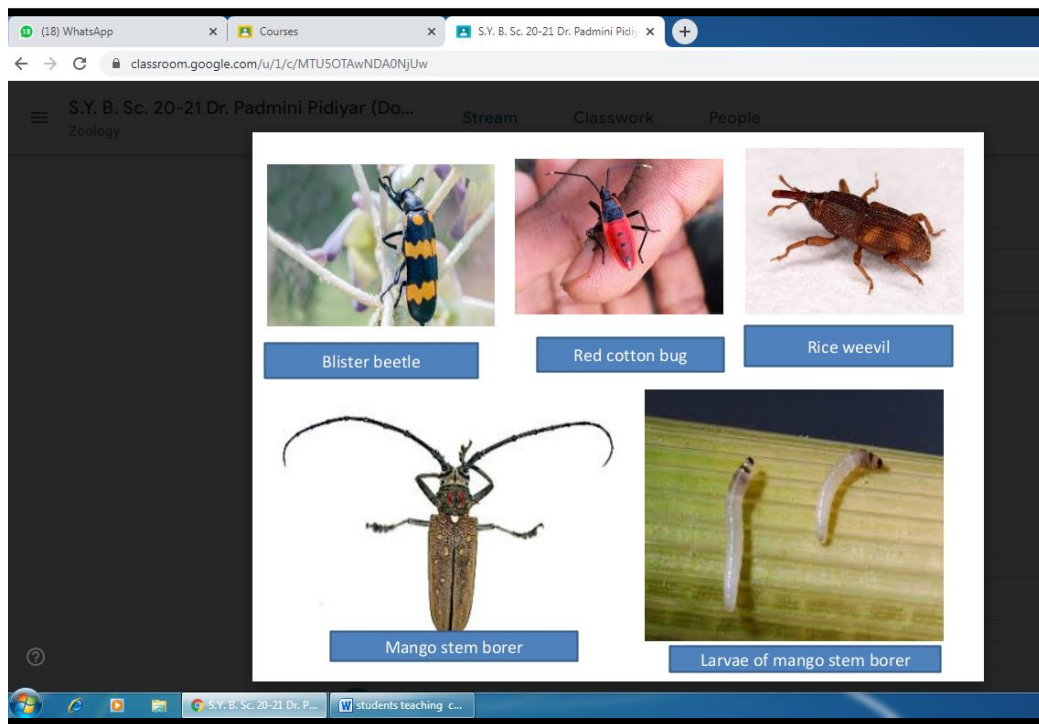 (18) WhatsApp
Courses
S.Y. B. Sc. 20-21 Dr. Padmini Pidiy
classroom.google.com/u/1/c/MTU5OTAwNDA0NjUw
S.Y. B. Sc. 20-21 Dr. Padmini Pidiyar (Do...
Zoology
Stream
Classwork
People
Blister beetle
Red cotton bug
Rice weevil
Mango stem borer
Larvae of mango stem borer
S.Y. B. Sc. 20-21 Dr. P...
students teaching c...